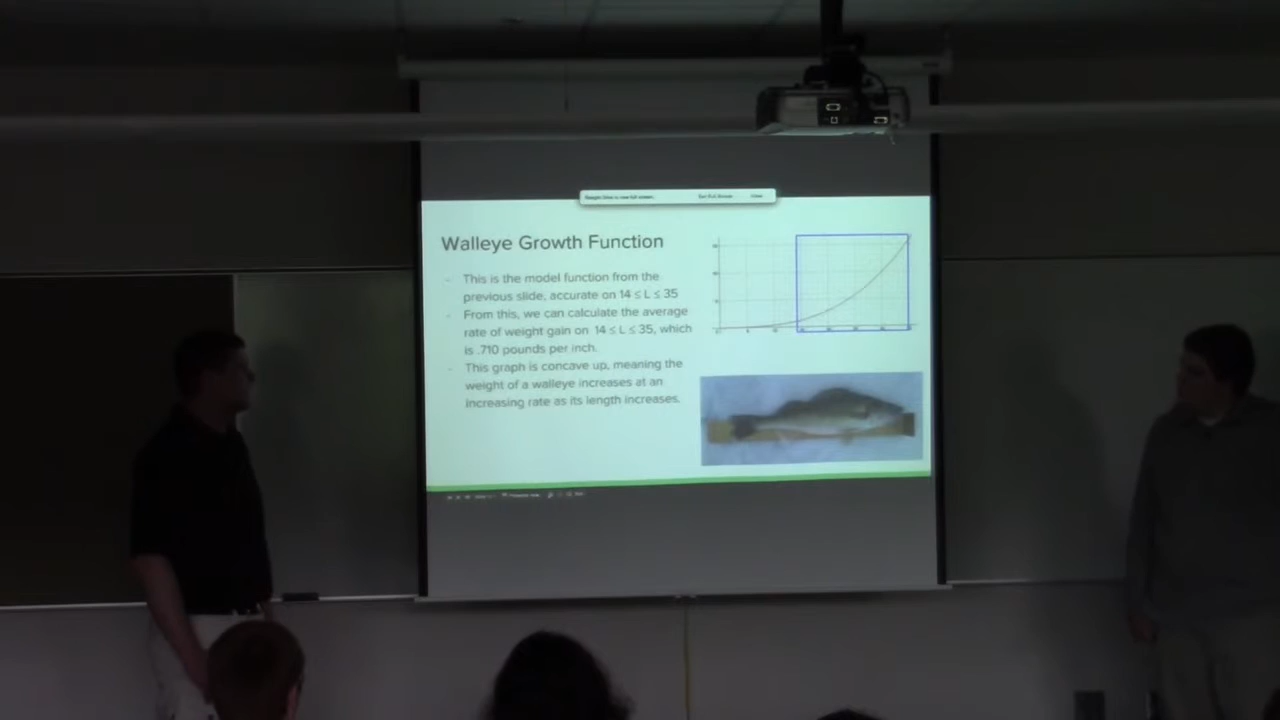 Walleye Growth Function
- This is the model function from the
previous slide, accurate on 14 ≤ L ≤ 35
- From this, we can calculate the average
rate of weight gain on 14 ≤ L ≤ 35, which
is .710 pounds per inch.
- This graph is concave up, meaning the
weight of a walleye increases at an
increasing rate as its length increases.